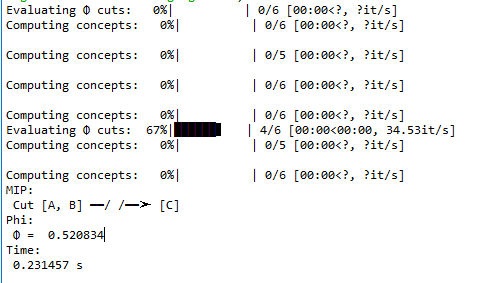 Evaluating Φ cuts:   0%|          | 0/6 [00:00<?, ?it/s]
Computing concepts:   0%|          | 0/6 [00:00<?, ?it/s]
Computing concepts:   0%|          | 0/5 [00:00<?, ?it/s]
Computing concepts:   0%|          | 0/6 [00:00<?, ?it/s]
Computing concepts:   0%|          | 0/6 [00:00<?, ?it/s]
Evaluating Φ cuts:  67%|██████▋   | 4/6 [00:00<00:00, 34.53it/s]
Computing concepts:   0%|          | 0/5 [00:00<?, ?it/s]
Computing concepts:   0%|          | 0/6 [00:00<?, ?it/s]
MIP:
Cut [A, B] ━━/ /━━➤ [C]
Phi:
Φ =  0.520834
Time:
0.231457 s